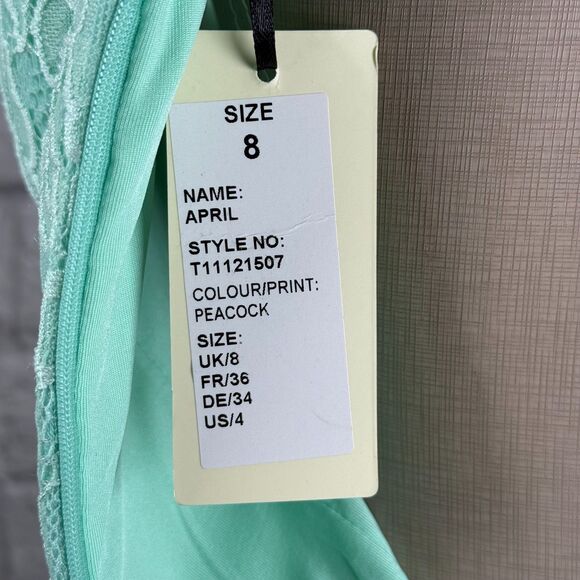 SIZE
8
NAME:
APRIL
STYLE NO:
T11121507
COLOUR/PRINT:
PEACOCK
SIZE:
UK/8
FR/36
DE/34
US/4